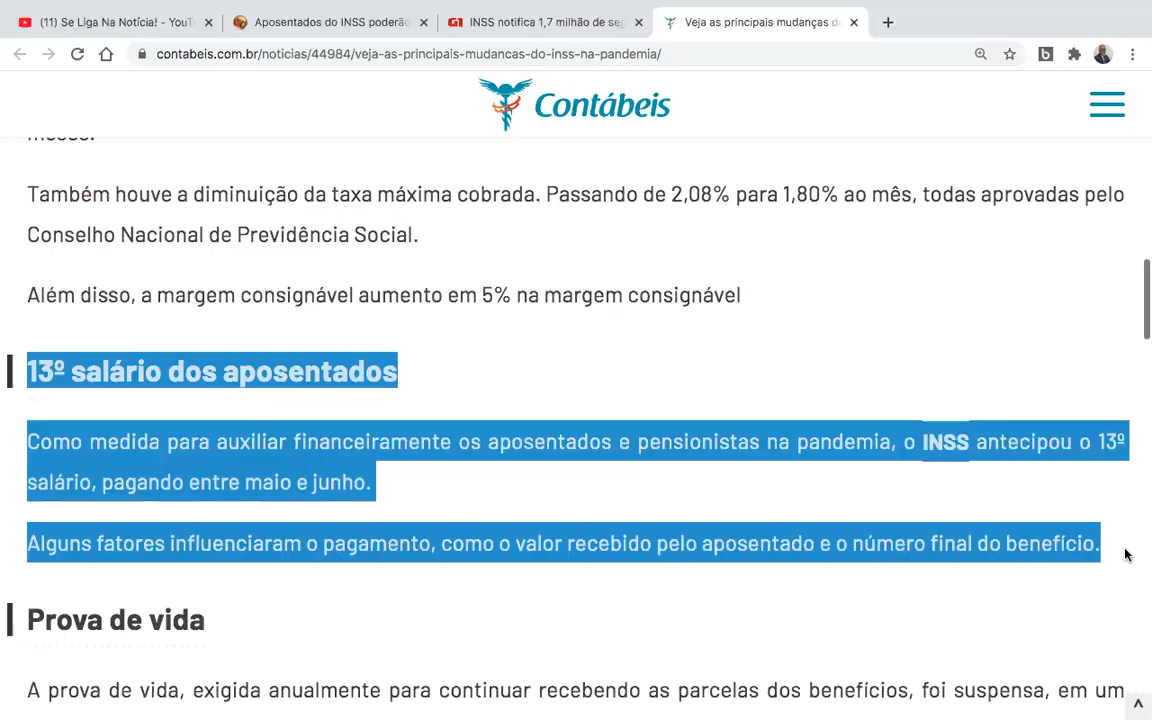 (11) Se Liga Na Notícia! - YouT
Aposentados do INSS poderão
G1 INSS notifica 1,7 milhão de seg
Veja as principais mudanças d
contabeis.com.br/noticias/44984/veja-as-principais-mudancas-do-inss-na-pandemia/
Contábeis
Também houve a diminuição da taxa máxima cobrada. Passando de 2,08% para 1,80% ao mês, todas aprovadas pelo
Conselho Nacional de Previdência Social.
Além disso, a margem consignável aumento em 5% na margem consignável
13º salário dos aposentados
Como medida para auxiliar financeiramente os aposentados e pensionistas na pandemia, o INSS antecipou o 13º
salário, pagando entre maio e junho.
Alguns fatores influenciaram o pagamento, como o valor recebido pelo aposentado e o número final do benefício.
Prova de vida
A prova de vida, exigida anualmente para continuar recebendo as parcelas dos benefícios, foi suspensa, em um